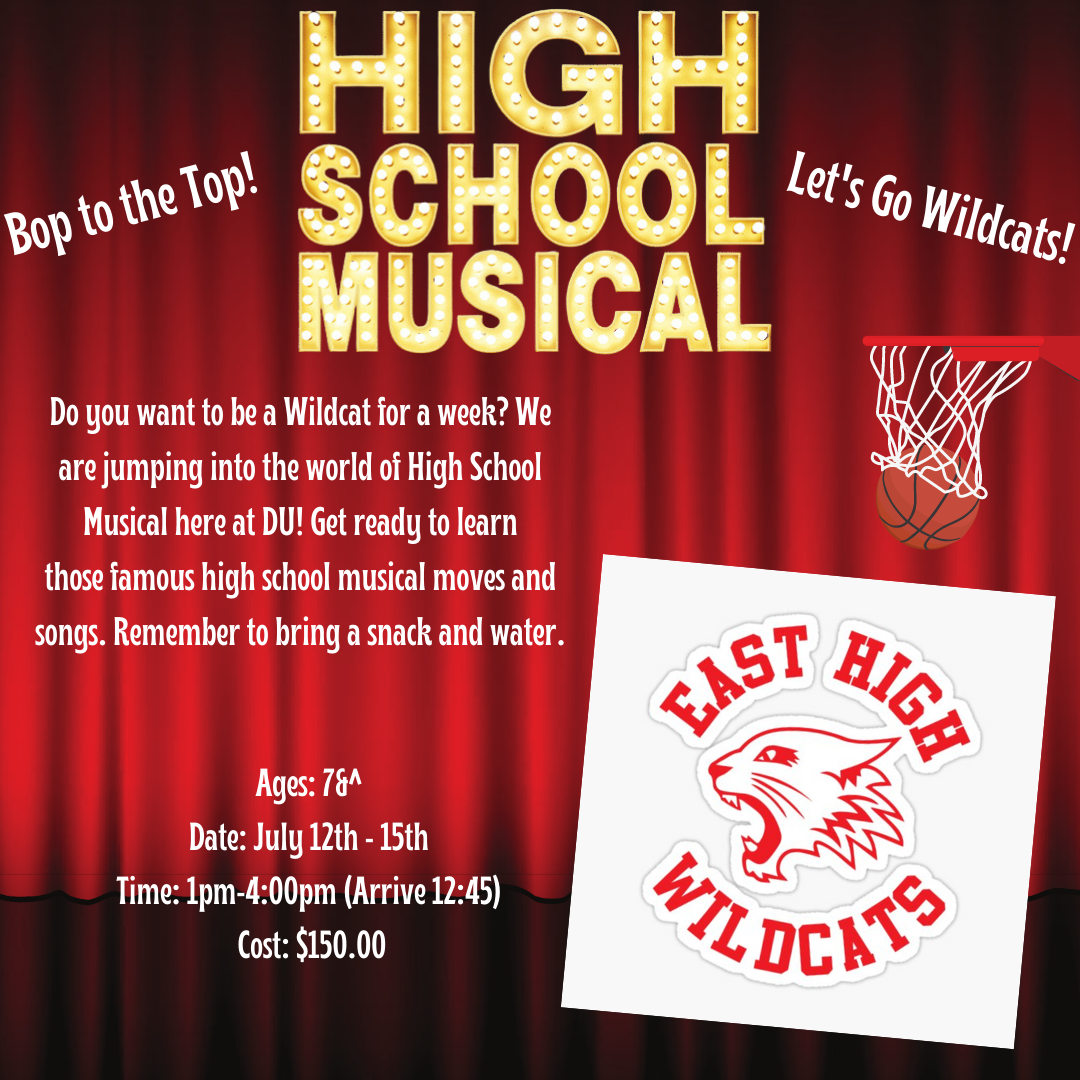 HIGH
SCHOOL
MUSICAL
Bop to the Top!
Let's Go Wildcats!
Do you want to be a Wildcat for a week? We
are jumping into the world of High School
Musical here at DU! Get ready to learn
those famous high school musical moves and
songs. Remember to bring a snack and water.
Ages: 7&^
Date: July 12th - 15th
Time: 1pm-4:00pm (Arrive 12:45)
Cost: $150.00
EAST HIGH
WILDCATS